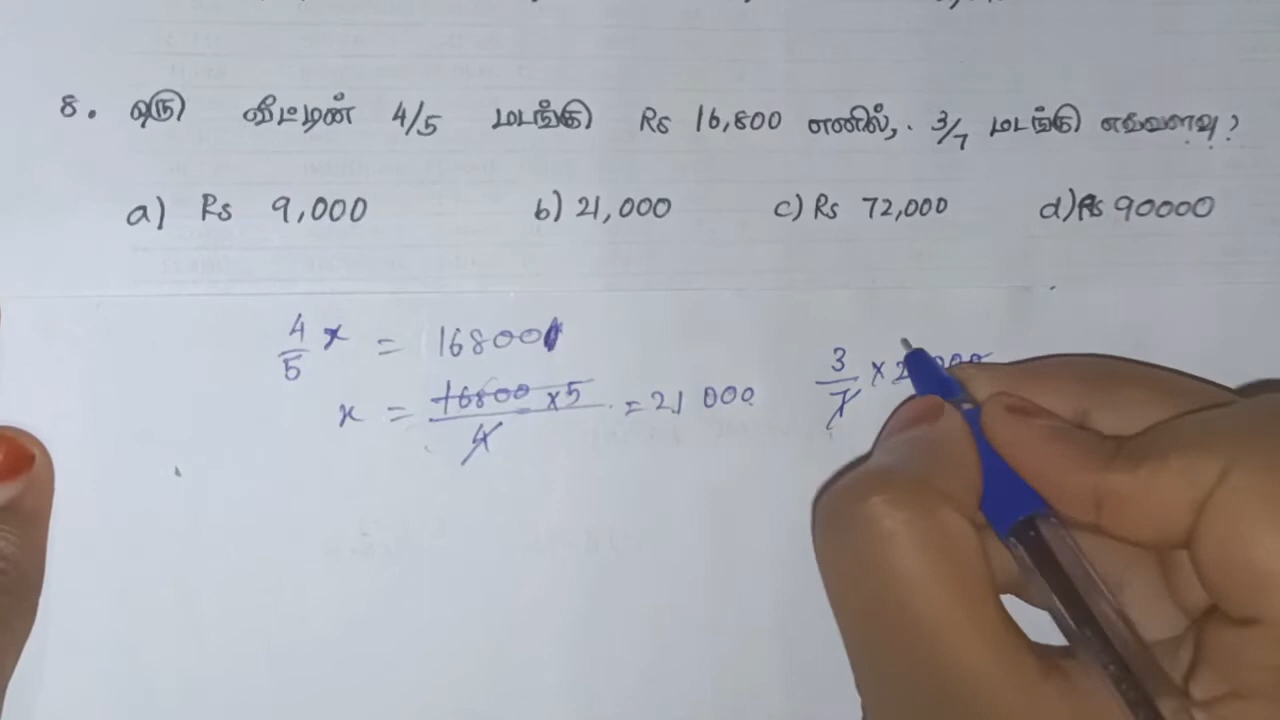 8. ஒரு வீட்டின் 4/5 மடங்கு Rs 16,800 எனில், 3/7 மடங்கு எவ்வளவு?
a) Rs 9,000 b) 21,000 c) Rs 72,000 d) Rs 90000
4/5 x = 16800
x = 16800 x 5 / 4 = 21 000
3/7 x